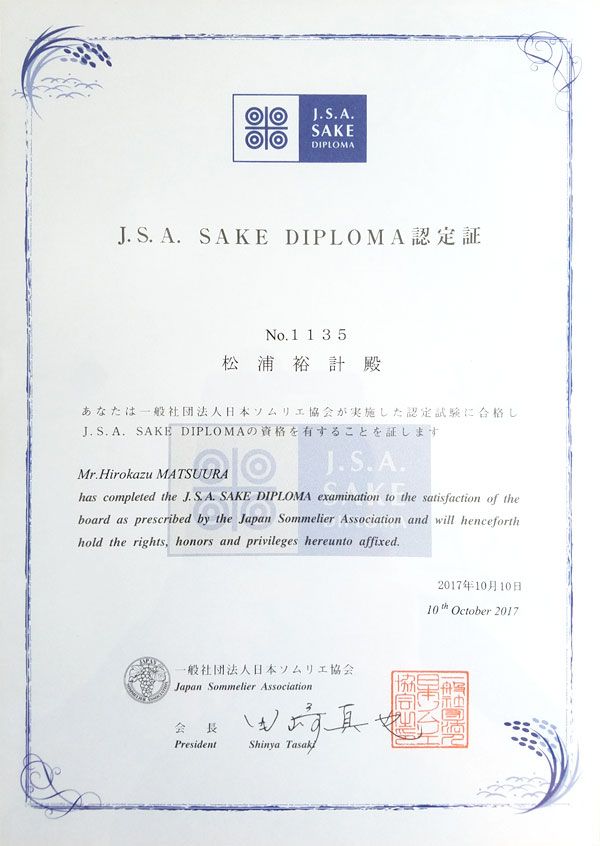 J.S.A.
SAKE
DIPLOMA
J.S.A. SAKE DIPLOMA認定証
No.1135
松浦裕計殿
あなたは一般社団法人日本ソムリエ協会が実施した認定試験に合格し
J.S.A. SAKE DIPLOMAの資格を有することを証します
J.S.A.
SAKE
DIPLOMA
Mr.Hirokazu MATSUURA
has completed the J.S.A. SAKE DIPLOMA examination to the satisfaction of the
board as prescribed by the Japan Sommelier Association and will henceforth
hold the rights, honors and privileges hereunto affixed.
2017年10月10日
10th October 2017
一般社団法人日本ソムリエ協会
Japan Sommelier Association
会長 田崎真也
President Shinya Tasaki